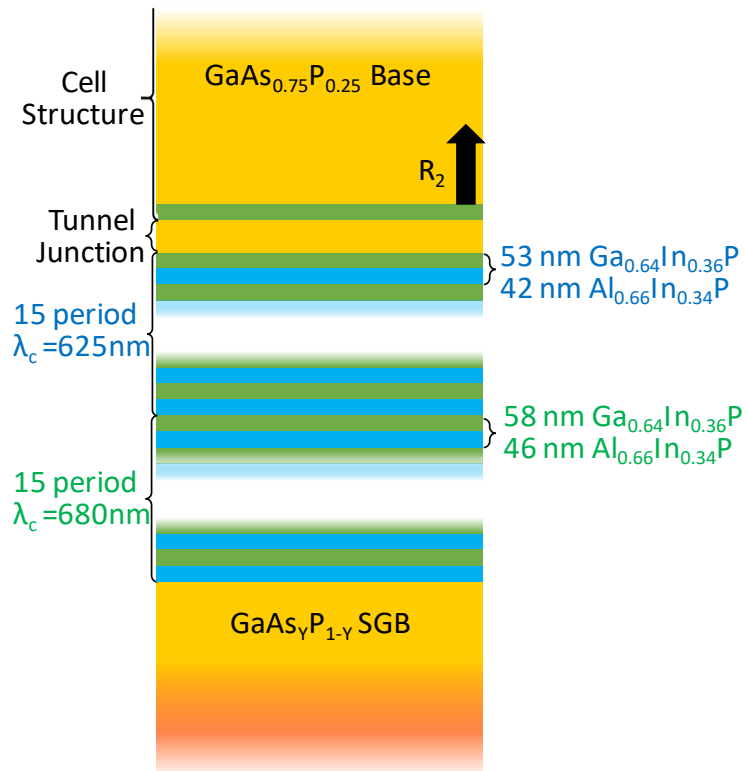 GaAs₀.₇₅P₀.₂₅ Base
Cell
Structure
R₂
Tunnel
Junction
53 nm Ga₀.₆₄In₀.₃₆P
42 nm Al₀.₆₆In₀.₃₄P
15 period
λc =625nm
58 nm Ga₀.₆₄In₀.₃₆P
46 nm Al₀.₆₆In₀.₃₄P
15 period
λc =680nm
GaAsYP1-Y SGB